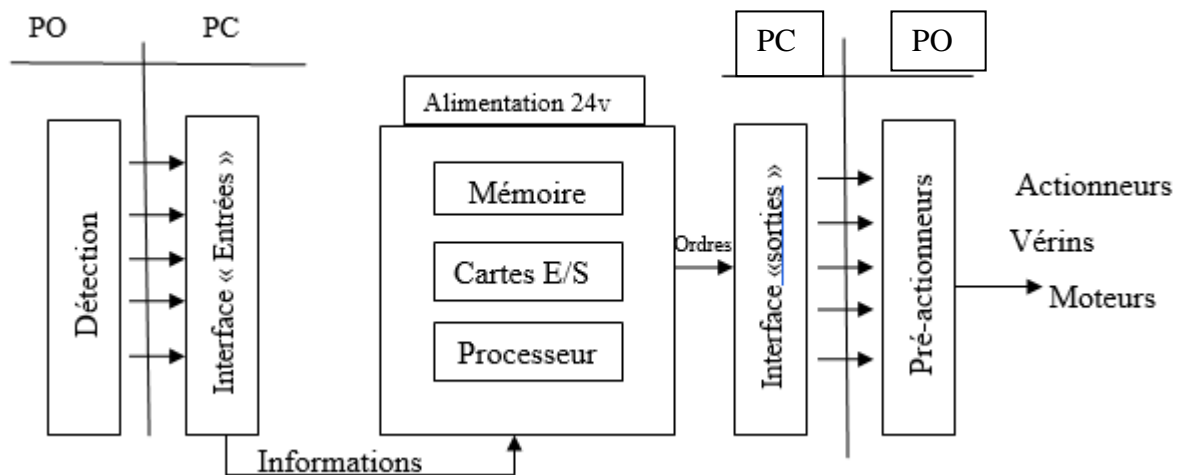 PO
PC
Détection
Interface « Entrées »
Informations
Alimentation 24v
Mémoire
Cartes E/S
Processeur
Ordres
PC
PO
Interface «sorties »
Pré-actionneurs
Actionneurs
Vérins
Moteurs